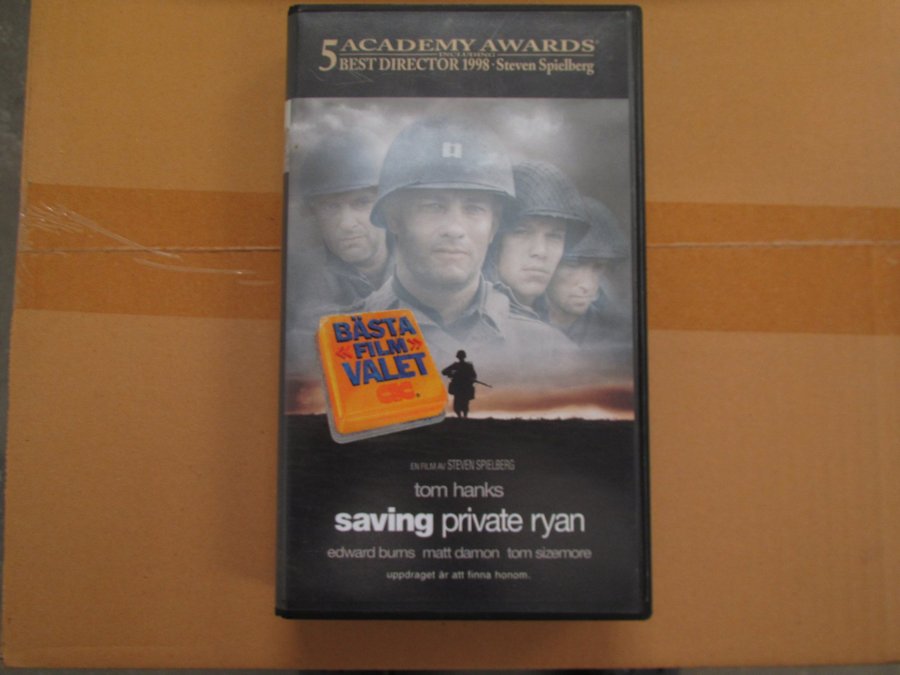 5 ACADEMY AWARDS®
INCLUDING
BEST DIRECTOR 1998 · Steven Spielberg
BÄSTA
«FILM»
VALET
CIC®
EN FILM AV STEVEN SPIELBERG
tom hanks
saving private ryan
edward burns matt damon tom sizemore
uppdraget är att finna honom.